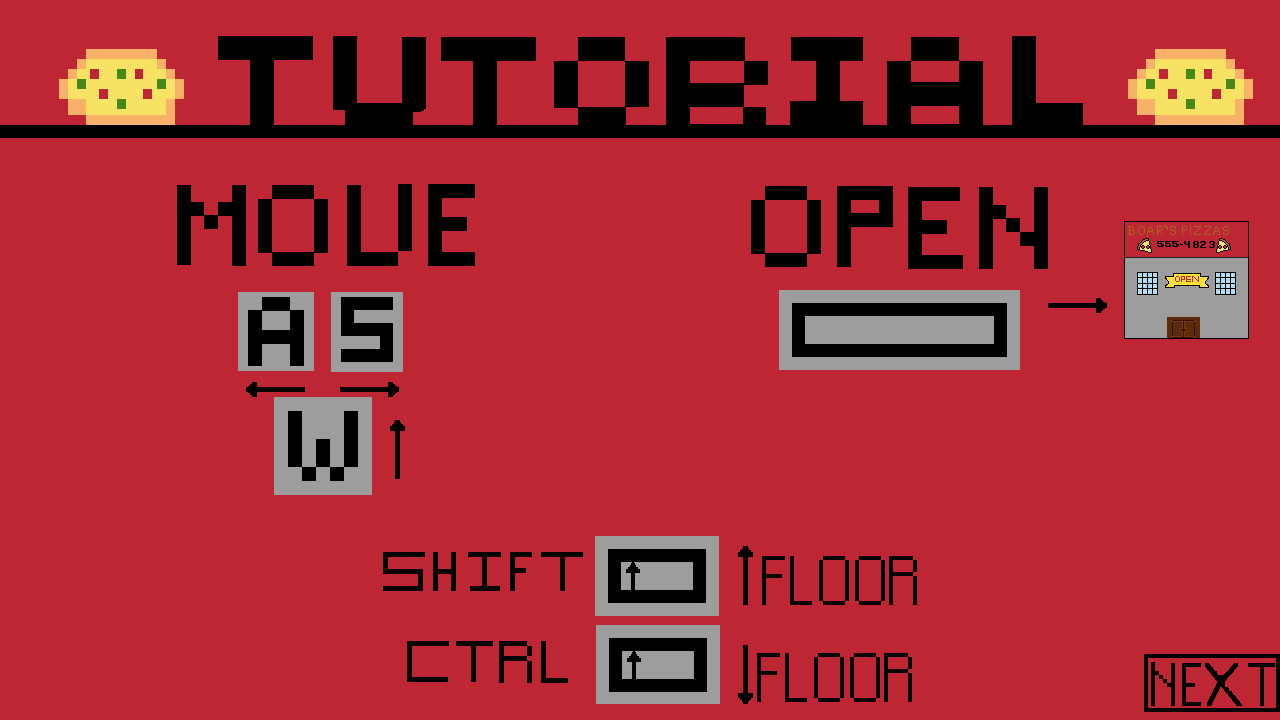 TUTORIAL
MOVE
OPEN
BOAR'S PIZZAS
555-4823
OPEN
A S
W
SHIFT
FLOOR
CTRL
FLOOR
NEXT